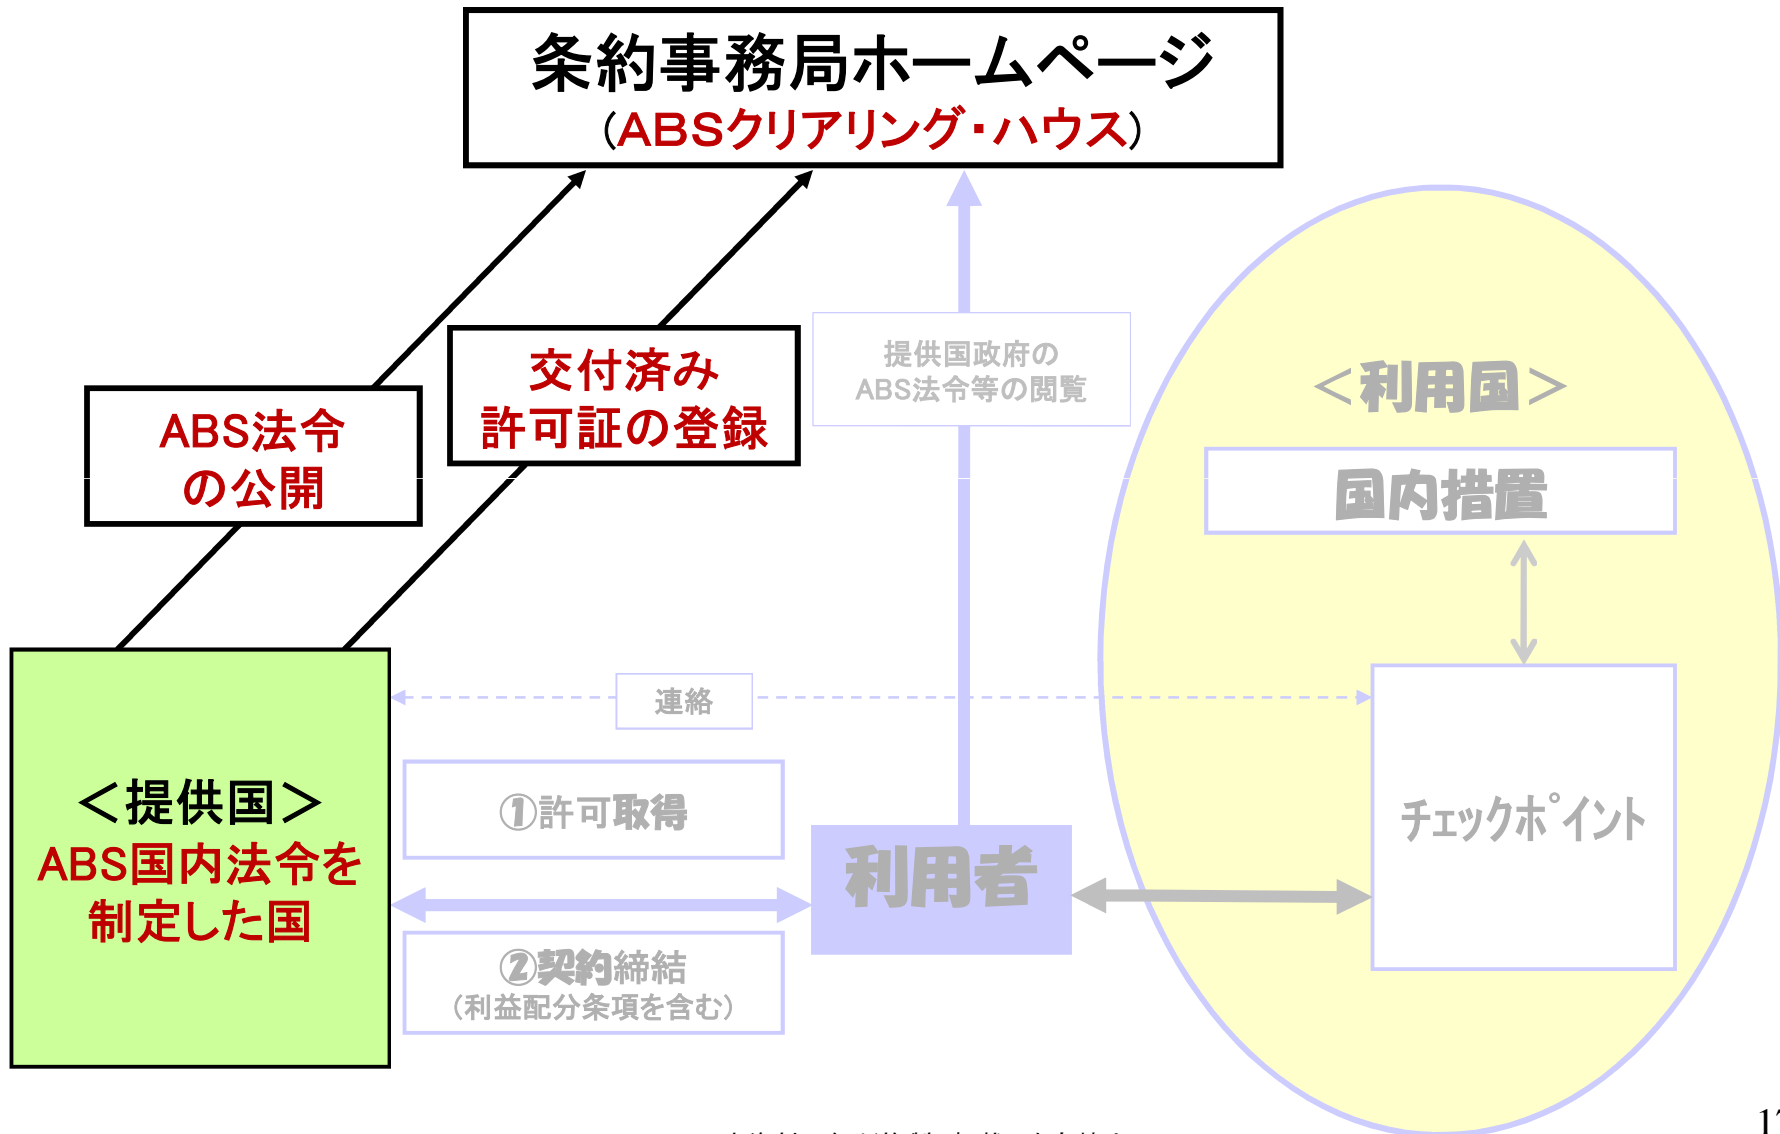 条約事務局ホームページ
（ABSクリアリング・ハウス）
交付済み
許可証の登録
提供国政府の
ABS法令等の閲覧
ABS法令
の公開
＜利用国＞
国内措置
連絡
＜提供国＞
ABS国内法令を
制定した国
①許可取得
利用者
チェックポイント
②契約締結
（利益配分条項を含む）